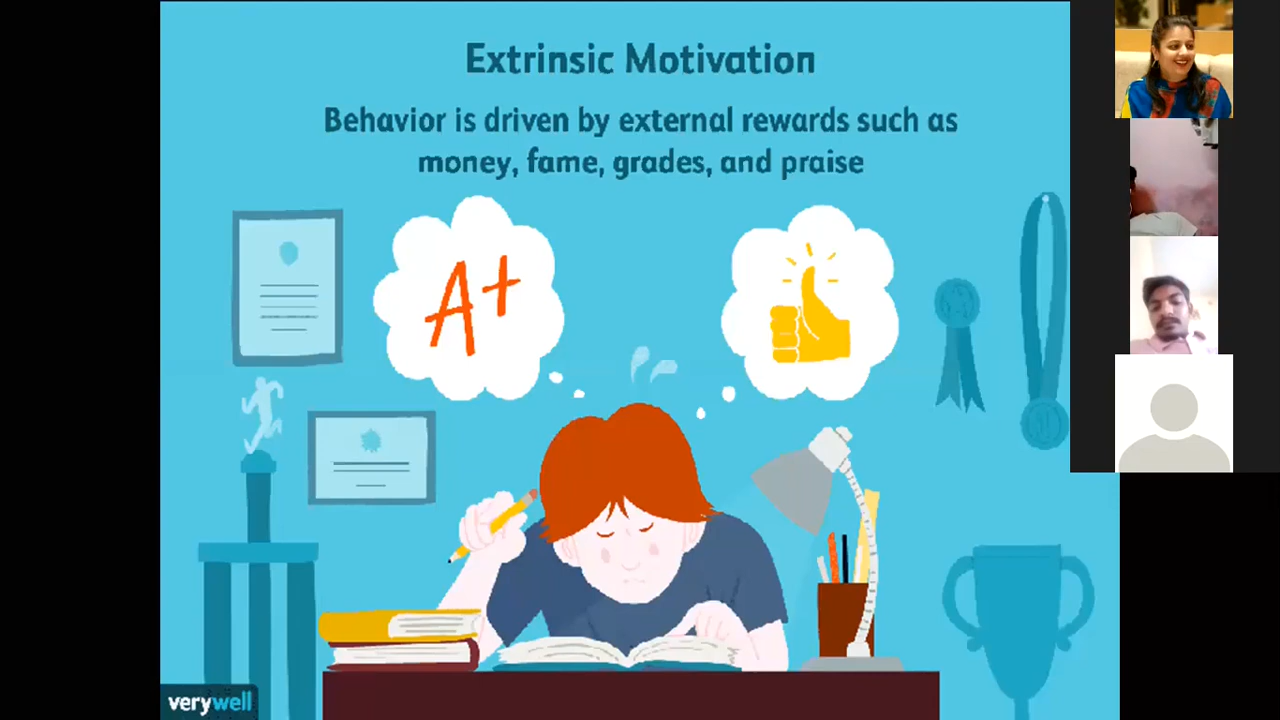 Extrinsic Motivation
Behavior is driven by external rewards such as
money, fame, grades, and praise
A+
verywell